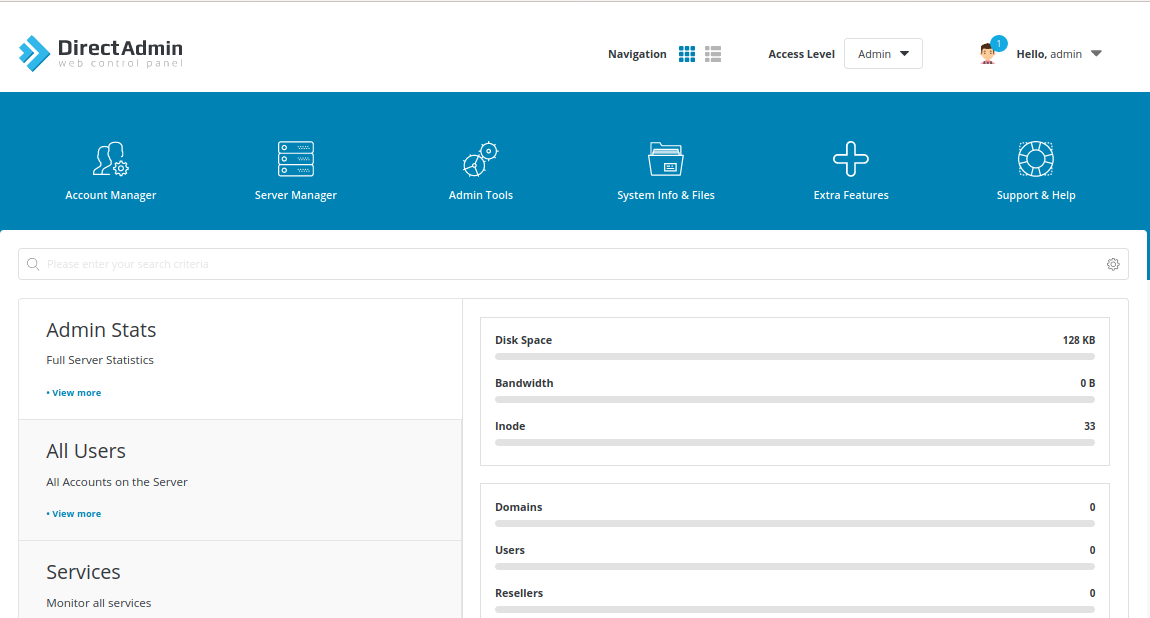 DirectAdmin
web control panel
Navigation
Access Level
Admin
1
Hello, admin
Account Manager
Server Manager
Admin Tools
System Info & Files
Extra Features
Support & Help
Please enter your search criteria
Admin Stats
Full Server Statistics
• View more
All Users
All Accounts on the Server
• View more
Services
Monitor all services
Disk Space 128 KB
Bandwidth 0 B
Inode 33
Domains 0
Users 0
Resellers 0